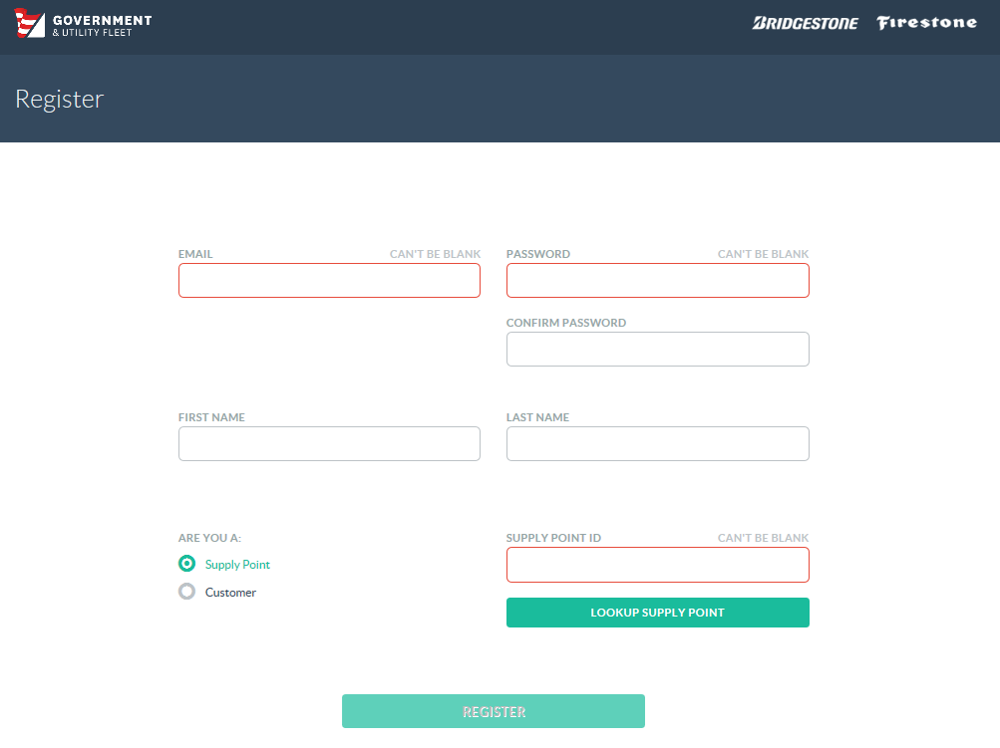 GOVERNMENT
& UTILITY FLEET
BRIDGESTONE
Firestone
Register
EMAIL CAN'T BE BLANK
PASSWORD CAN'T BE BLANK
CONFIRM PASSWORD
FIRST NAME
LAST NAME
ARE YOU A:
Supply Point
Customer
SUPPLY POINT ID CAN'T BE BLANK
LOOKUP SUPPLY POINT
REGISTER